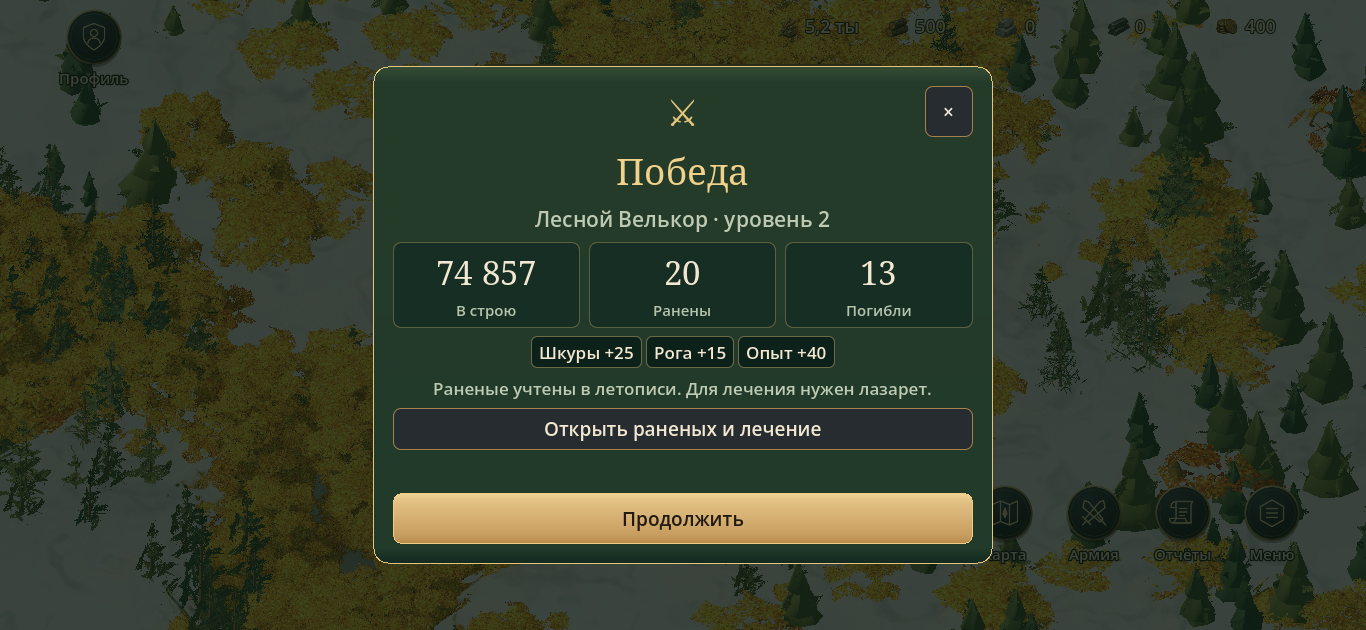 5,2 ты 500 0 0 400
Профиль
×
Победа
Лесной Велькор · уровень 2
74 857 20 13
В строю Ранены Погибли
Шкуры +25 Рога +15 Опыт +40
Раненые учтены в летописи. Для лечения нужен лазарет.
Открыть раненых и лечение
Продолжить
арта Армия Отчёты Меню